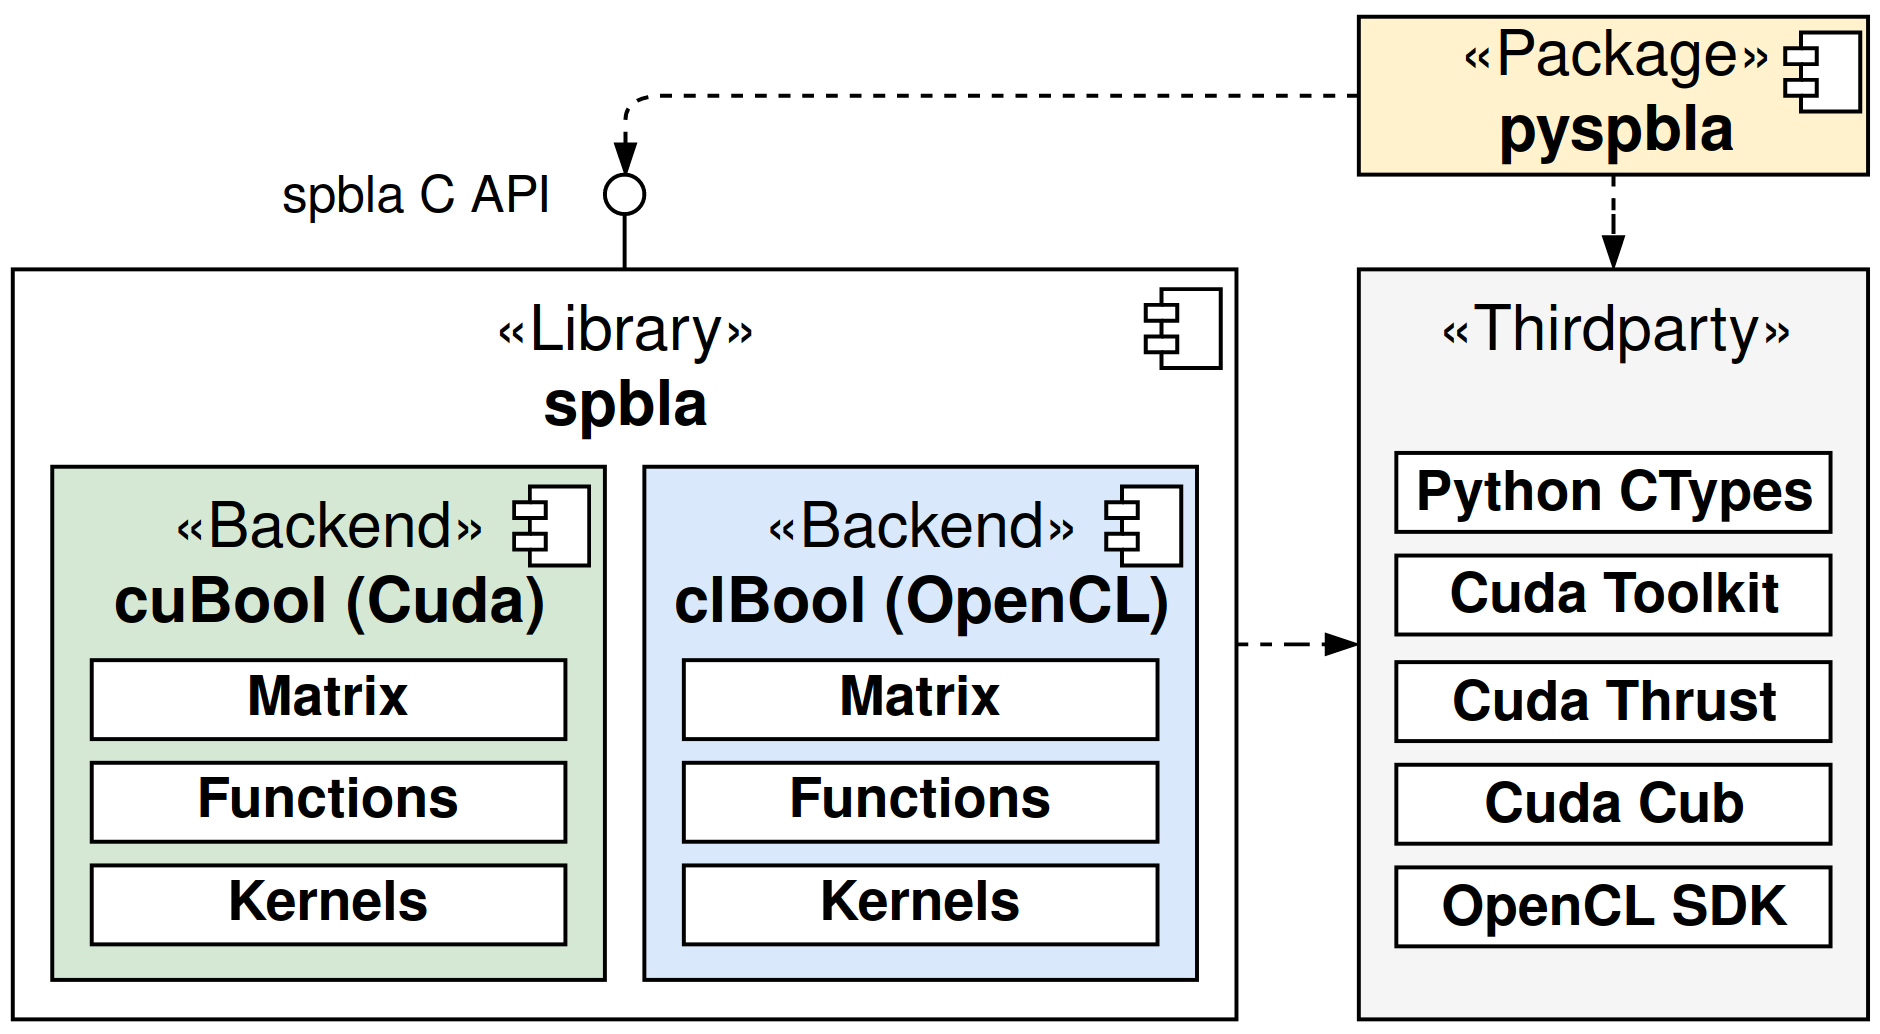 «Package»
pyspbla
spbla C API
«Library»
spbla
«Backend»
cuBool (Cuda)
Matrix
Functions
Kernels
«Backend»
clBool (OpenCL)
Matrix
Functions
Kernels
«Thirdparty»
Python CTypes
Cuda Toolkit
Cuda Thrust
Cuda Cub
OpenCL SDK